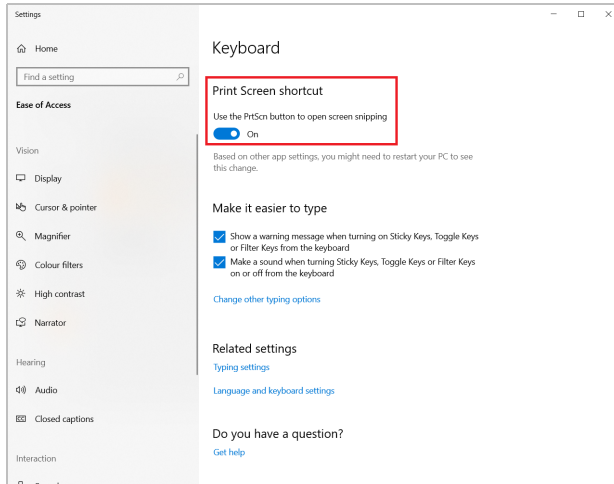 Settings
Home
Find a setting
Ease of Access
Vision
Display
Cursor & pointer
Magnifier
Colour filters
High contrast
Narrator
Hearing
Audio
Closed captions
Interaction
Keyboard
Print Screen shortcut
Use the PrtScn button to open screen snipping
On
Based on other app settings, you might need to restart your PC to see
this change.
Make it easier to type
Show a warning message when turning on Sticky Keys, Toggle Keys
or Filter Keys from the keyboard
Make a sound when turning Sticky Keys, Toggle Keys or Filter Keys
on or off from the keyboard
Change other typing options
Related settings
Typing settings
Language and keyboard settings
Do you have a question?
Get help